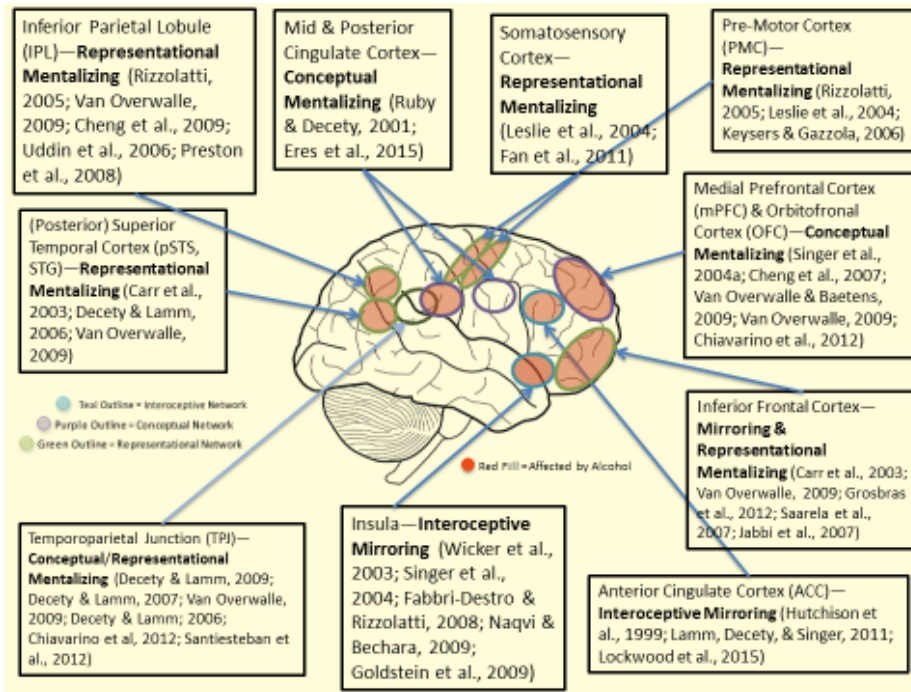 Inferior Parietal Lobule
(IPL)—Representational
Mentalizing (Rizzolatti,
2005; Van Overwalle,
2009; Cheng et al., 2009;
Uddin et al., 2006; Preston
et al., 2008)
Mid & Posterior
Cingulate Cortex—
Conceptual
Mentalizing (Ruby
& Decety, 2001;
Eres et al., 2015)
Somatosensory
Cortex—
Representational
Mentalizing
(Leslie et al., 2004;
Fan et al., 2011)
Pre-Motor Cortex
(PMC)—
Representational
Mentalizing (Rizzolatti,
2005; Leslie et al. 2004;
Keysers & Gazzola, 2006)
(Posterior) Superior
Temporal Cortex (pSTS,
STG)—Representational
Mentalizing (Carr et al.,
2003; Decety & Lamm,
2006; Van Overwalle,
2009)
Medial Prefrontal Cortex
(mPFC) & Orbitofronal
Cortex (OFC)—Conceptual
Mentalizing (Singer et al.,
2004a; Cheng et al., 2007;
Van Overwalle & Baetens,
2009; Van Overwalle, 2009;
Chiavarino et al., 2012)
Teal Outline = Interoceptive Network
Purple Outline = Conceptual Network
Green Outline = Representational Network
Red Fill = Affected by Alcohol
Inferior Frontal Cortex—
Mirroring &
Representational
Mentalizing (Carr et al., 2003;
Van Overwalle, 2009; Grosbras
et al., 2012; Saarela et al.,
2007; Jabbi et al., 2007)
Temporoparietal Junction (TPJ)—
Conceptual/Representational
Mentalizing (Decety & Lamm, 2009;
Decety & Lamm, 2007; Van Overwalle,
2009; Decety & Lamm; 2006;
Chiavarino et al, 2012; Santiesteban et
al., 2012)
Insula—Interoceptive
Mirroring (Wicker et al.,
2003; Singer et al.,
2004; Fabbri-Destro &
Rizzolatti, 2008; Naqvi &
Bechara, 2009;
Goldstein et al., 2009)
Anterior Cingulate Cortex (ACC)—
Interoceptive Mirroring (Hutchison
et al., 1999; Lamm, Decety, & Singer, 2011;
Lockwood et al., 2015)